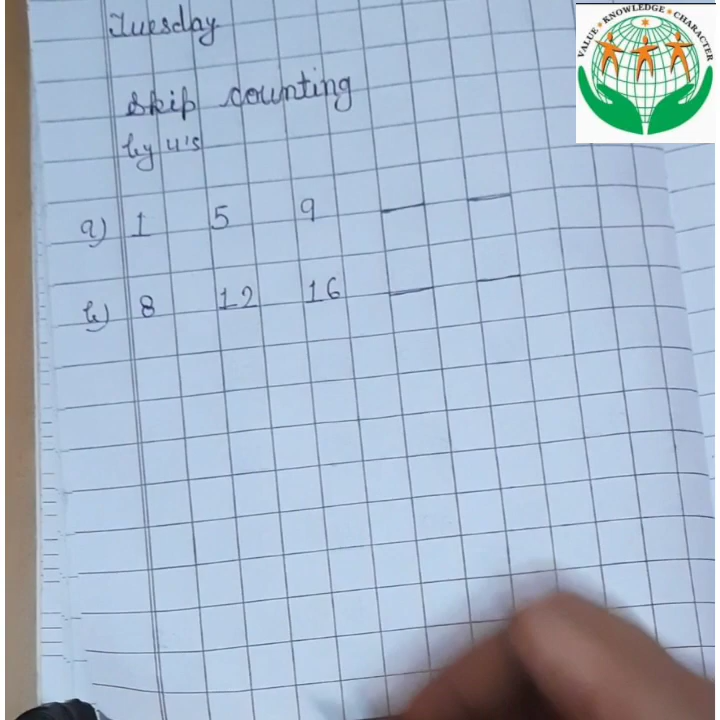 Tuesday
VALUE * KNOWLEDGE * CHARACTER
Skip counting
by 4's
a) 1 5 9 __ __
b) 8 12 16 __ __